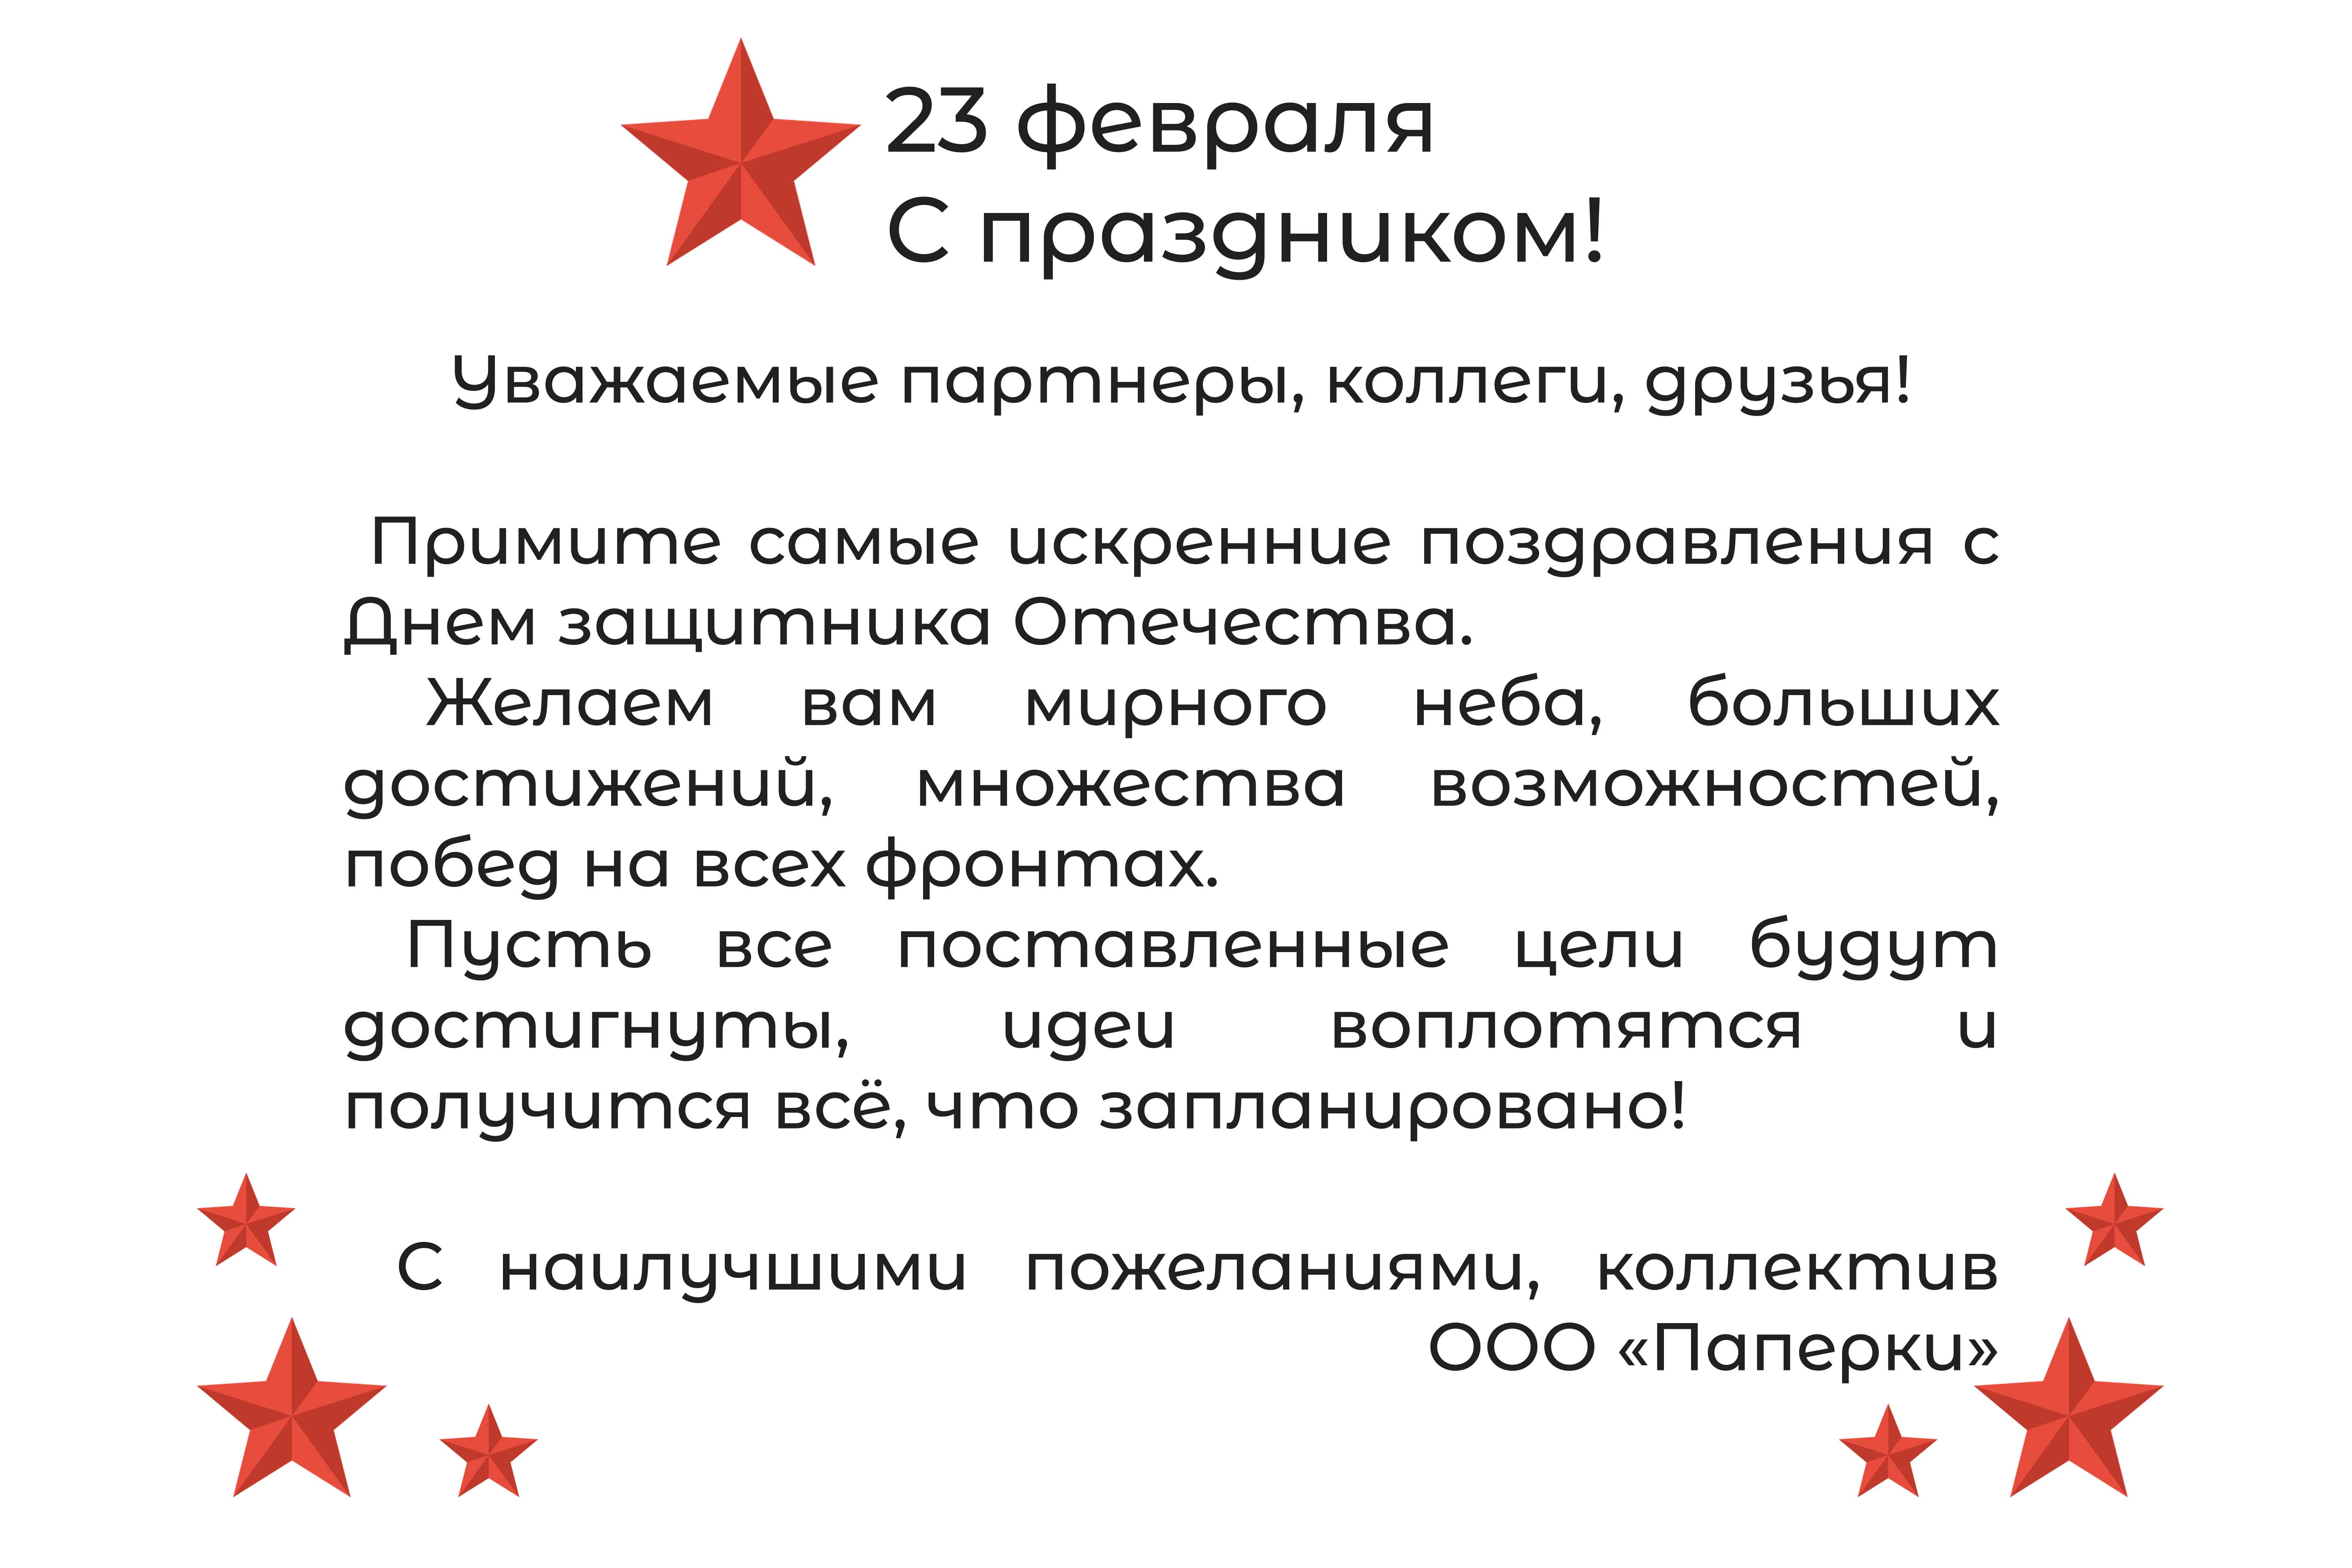 23 февраля
С праздником!
Уважаемые партнеры, коллеги, друзья!
Примите самые искренние поздравления с
Днем защитника Отечества.
Желаем вам мирного неба, больших
достижений, множества возможностей,
побед на всех фронтах.
Пусть все поставленные цели будут
достигнуты, идеи воплотятся и
получится всё, что запланировано!
С наилучшими пожеланиями, коллектив
ООО «Паперки»